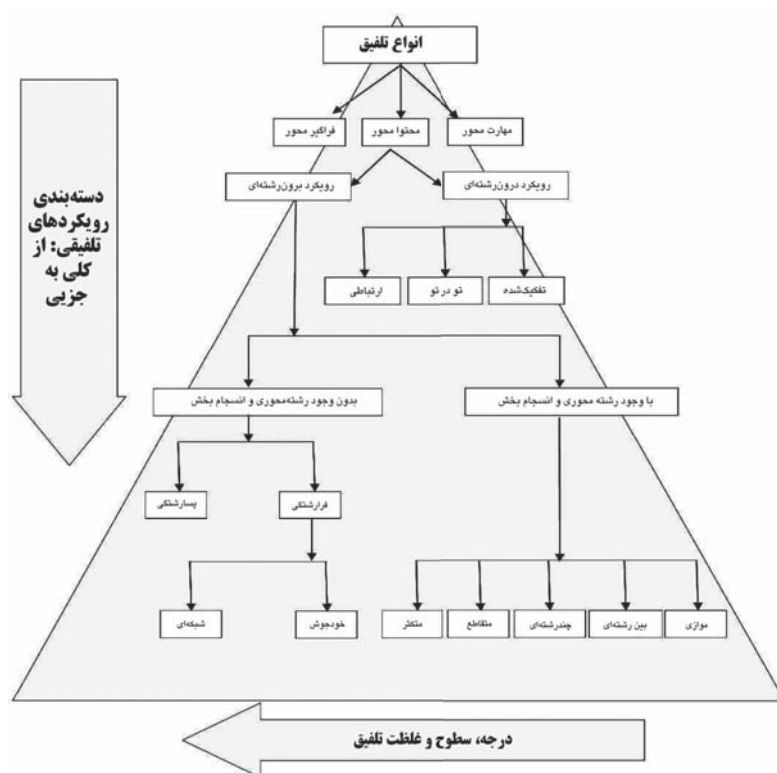 انواع تلفیق
مهارت محور
محتوا محور
فراگیر محور
رویکرد درون‌رشته‌ای
رویکرد برون‌رشته‌ای
دسته‌بندی
رویکردهای
تلفیقی: از
کلی به
جزیی
تفکیک‌شده
تو در تو
ارتباطی
با وجود رشته محوری و انسجام بخش
بدون وجود رشته‌محوری و انسجام بخش
فرارشتگی
پسارشتگی
موازی
بین رشته‌ای
چندرشته‌ای
متقاطع
متکثر
خودجوش
شبکه‌ای
درجه، سطوح و غلظت تلفیق